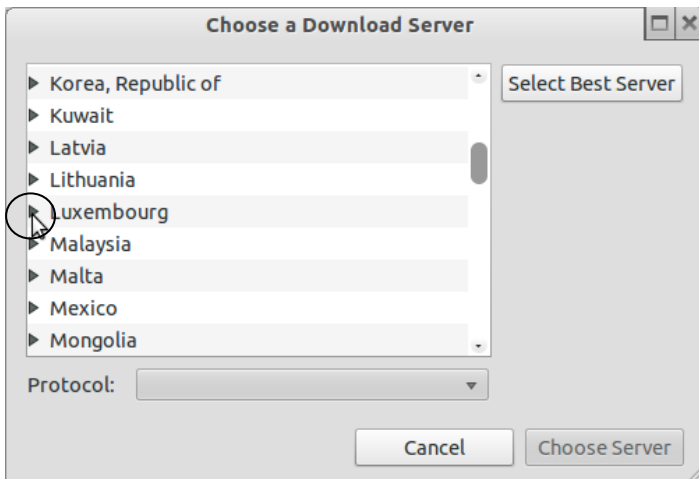 Choose a Download Server
Korea, Republic of
Select Best Server
Kuwait
Latvia
Lithuania
Luxembourg
Malaysia
Malta
Mexico
Mongolia
Protocol:
Cancel
Choose Server